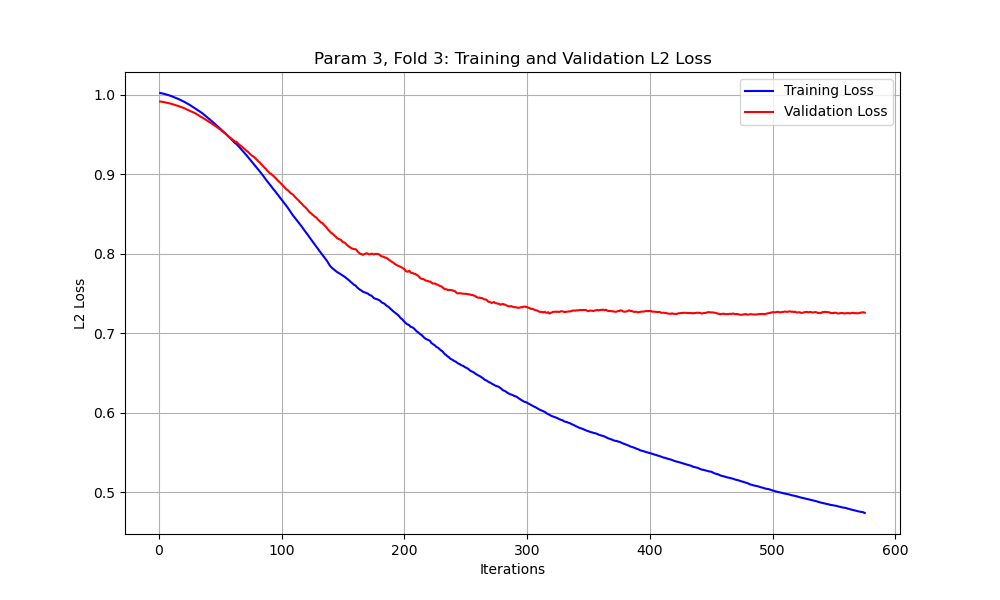 Param 3, Fold 3: Training and Validation L2 Loss
Training Loss
Validation Loss
1.0
0.9
0.8
0.7
0.6
0.5
L2 Loss
0 100 200 300 400 500 600
Iterations